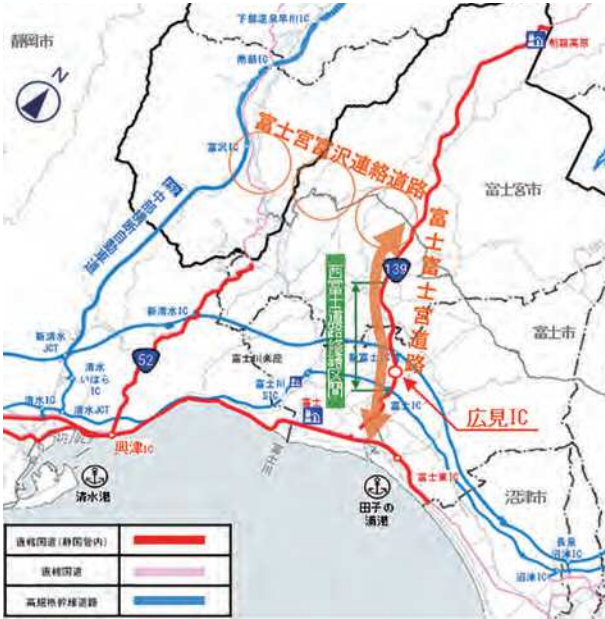 静岡市
下部温泉早川IC
南部IC
朝霧高原
N
富沢IC
富士宮富沢連絡道路
富士宮市
中部横断自動車道
富士富士宮道路
139
西富士道路
富士市
新清水IC
新清水JCT
52
富士川楽座
新富士IC
清水いほらIC
富士川SIC
清水IC
清水JCT
富士
富士IC
広見IC
興津IC
富士川
富士東IC
沼津市
清水港
田子の浦港
長泉沼津IC
沼津IC
直轄国道(静国管内)
直轄国道
高規格幹線道路